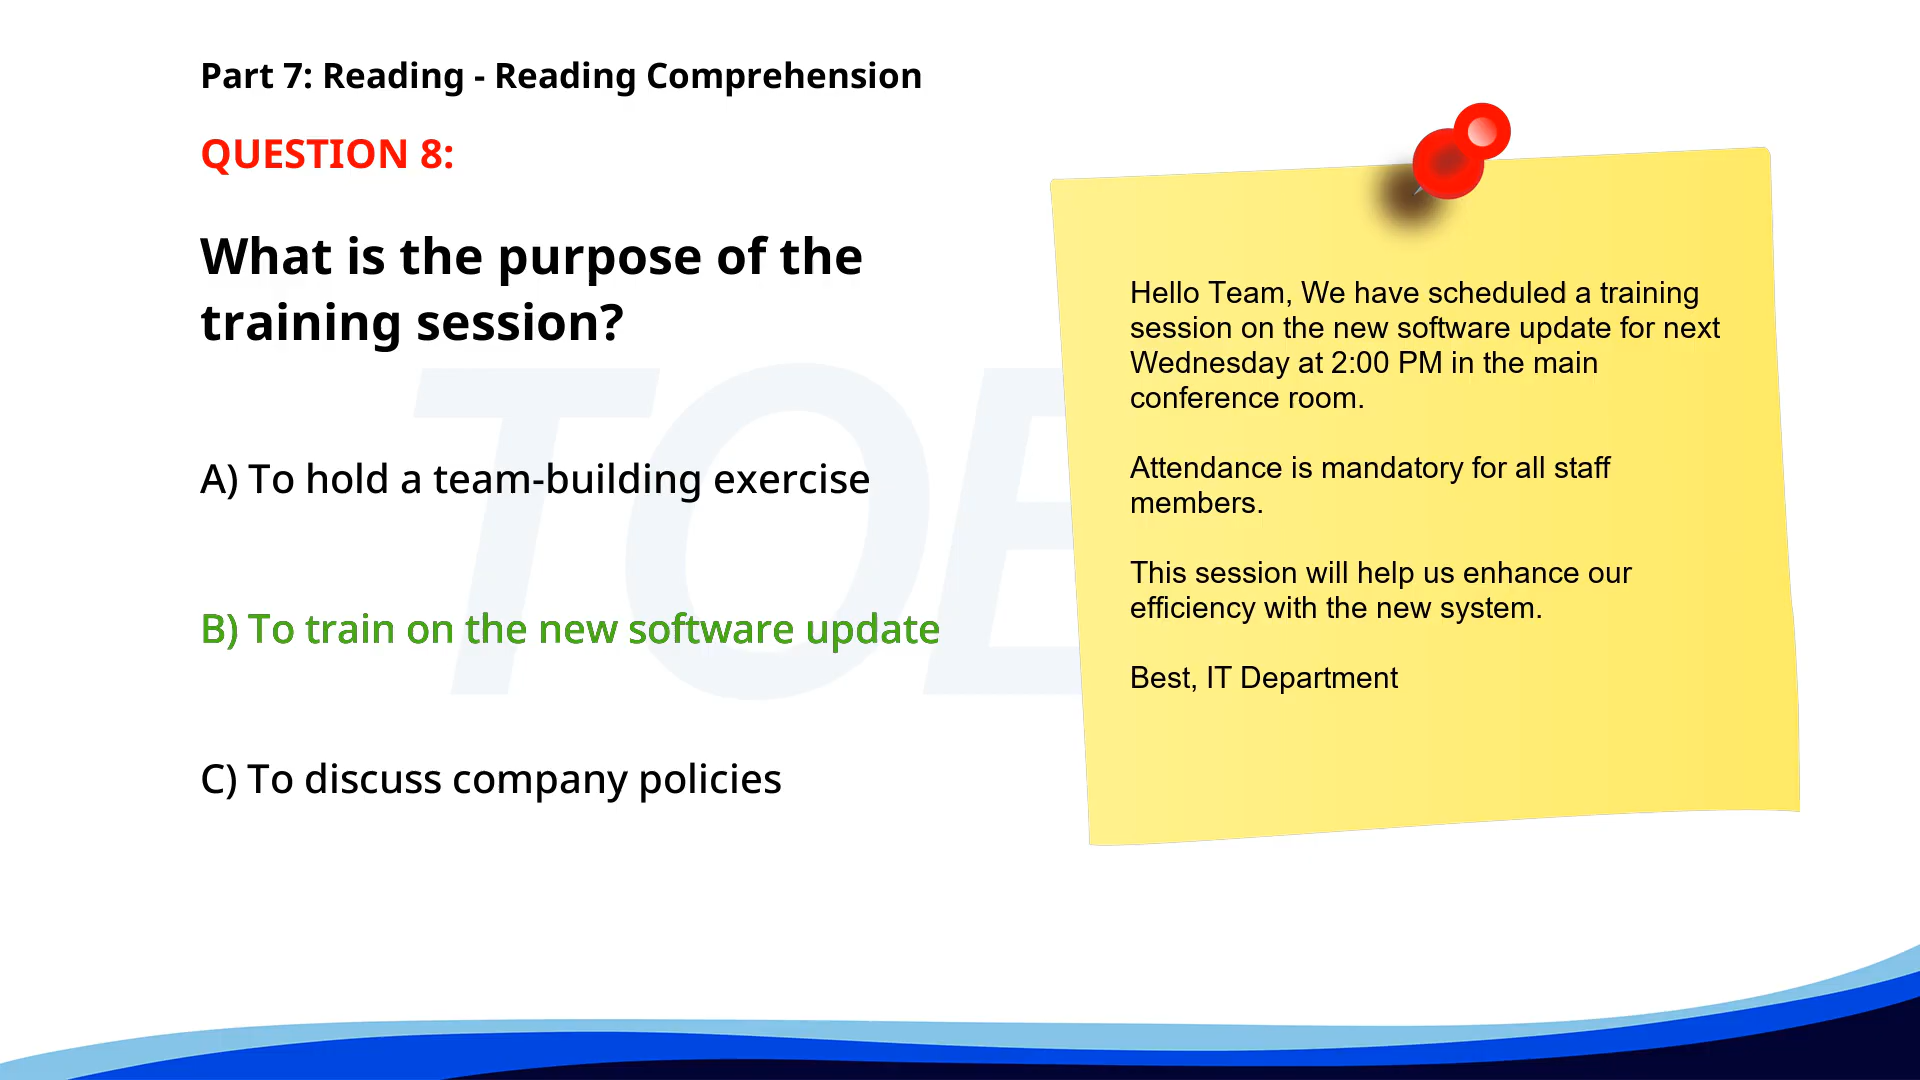 Part 7: Reading - Reading Comprehension
QUESTION 8:
What is the purpose of the
training session?
A) To hold a team-building exercise
B) To train on the new software update
C) To discuss company policies
Hello Team, We have scheduled a training
session on the new software update for next
Wednesday at 2:00 PM in the main
conference room.
Attendance is mandatory for all staff
members.
This session will help us enhance our
efficiency with the new system.
Best, IT Department